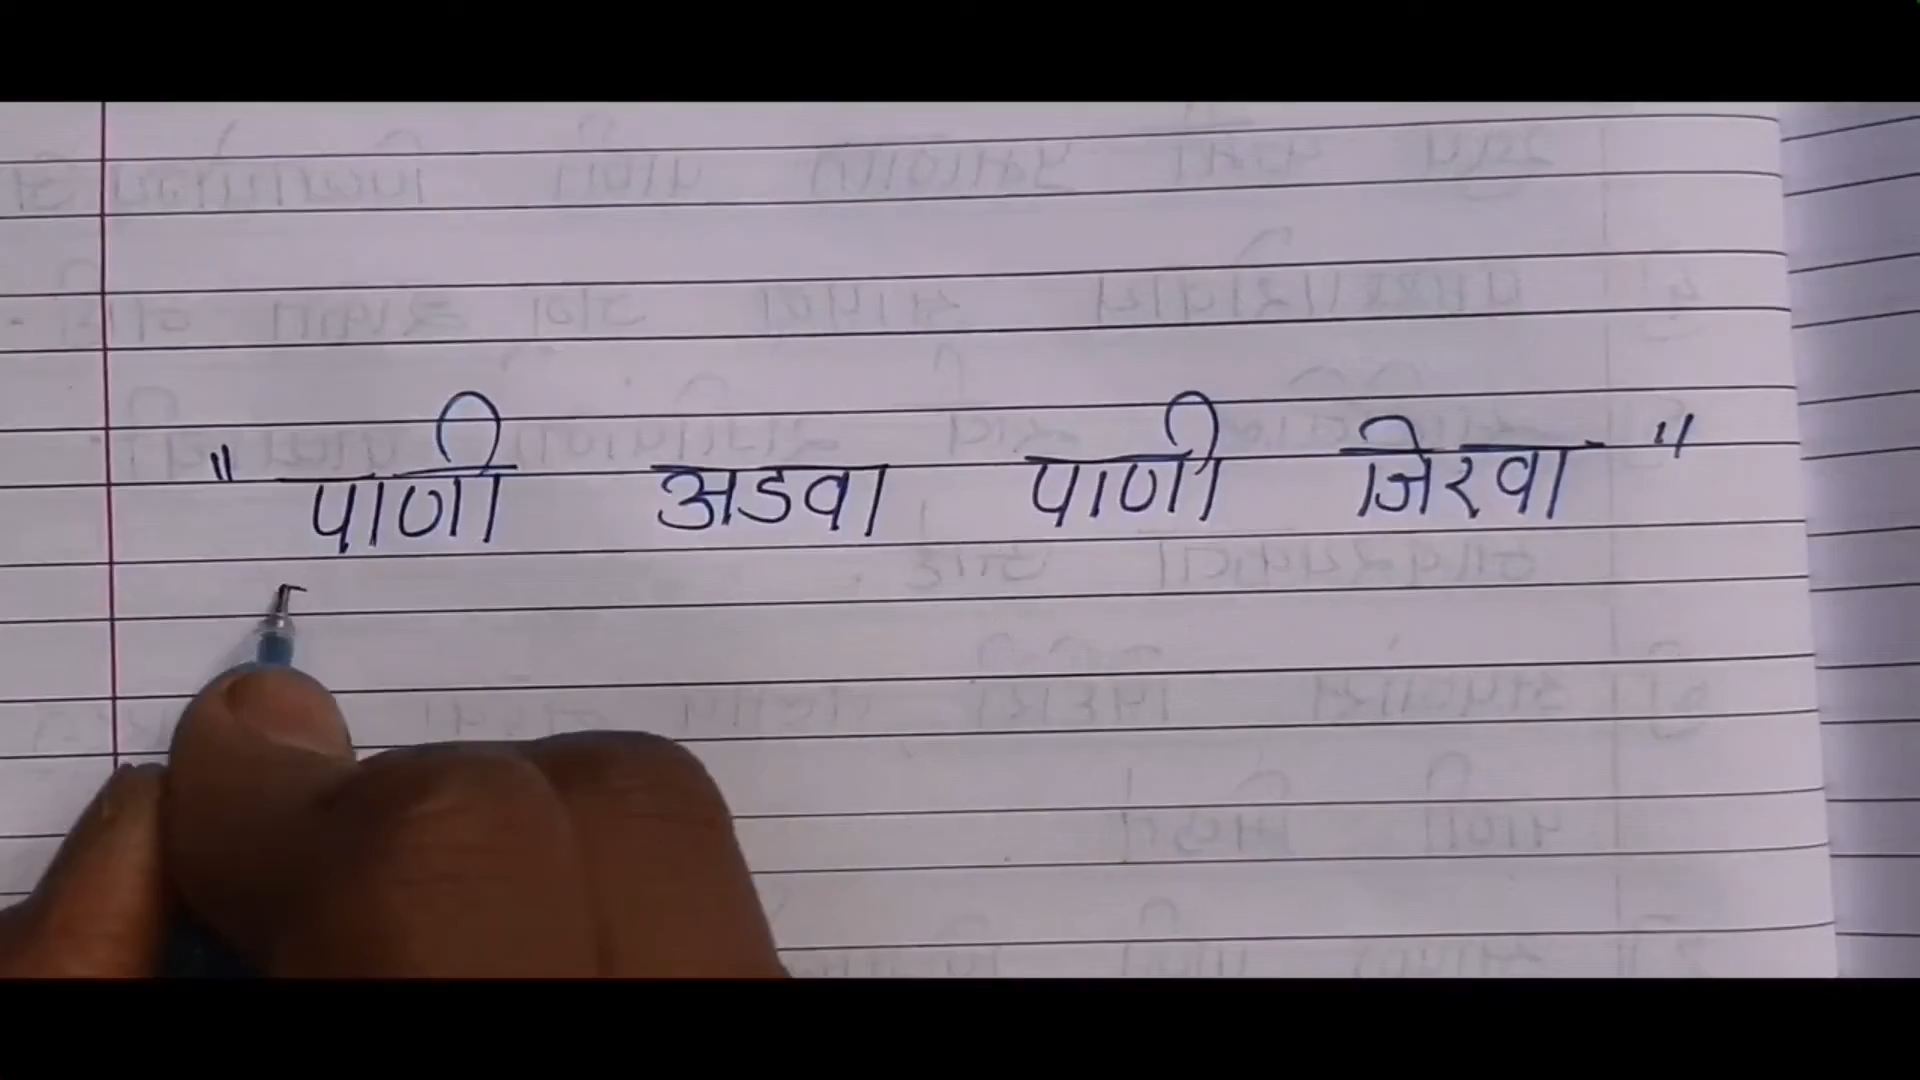 " पाणी अडवा पाणी जिरवा "